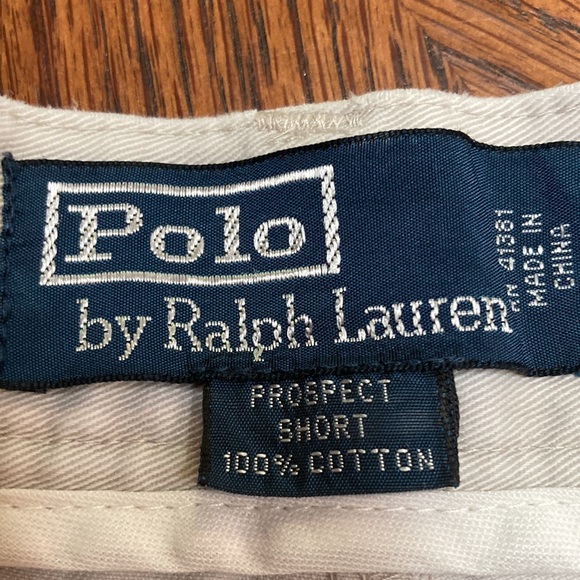 Polo
by Ralph Lauren
RN 41381
MADE IN
CHINA
PROSPECT
SHORT
100% COTTON